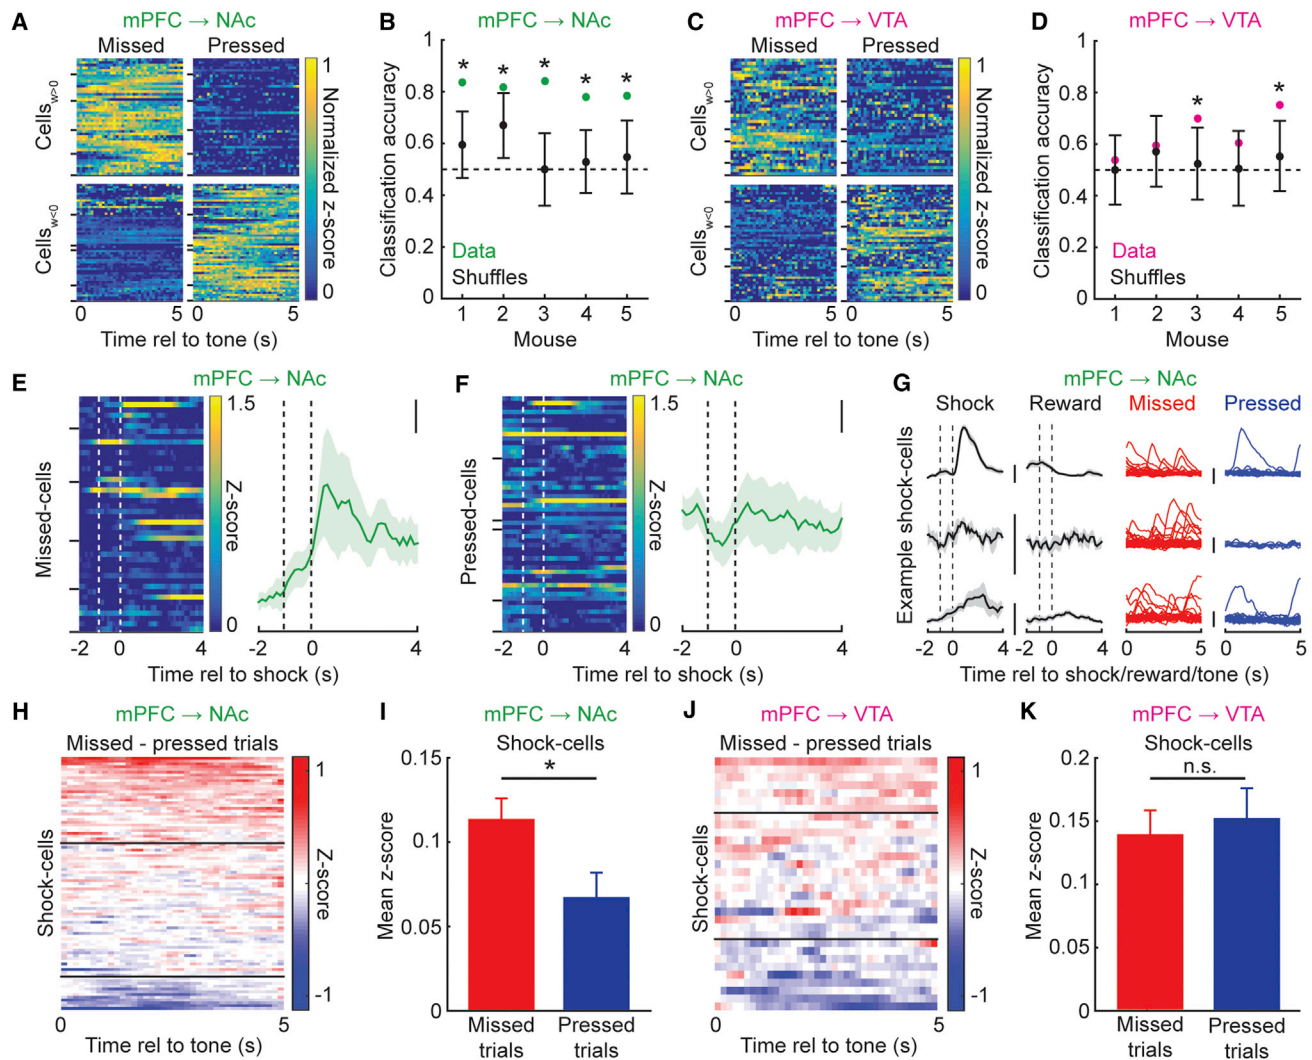 A
mPFC → NAc
Missed
Pressed
Cells w>0
Cells w<0
1
Normalized z-score
0
0
5
0
5
Time rel to tone (s)
B
mPFC → NAc
Classification accuracy
1
0.8
0.6
0.4
0.2
0
* * * * *
Data
Shuffles
1 2 3 4 5
Mouse
C
mPFC → VTA
Missed
Pressed
Cells w>0
Cells w<0
1
Normalized z-score
0
0
5
0
5
Time rel to tone (s)
D
mPFC → VTA
Classification accuracy
1
0.8
0.6
0.4
0.2
0
* *
Data
Shuffles
1 2 3 4 5
Mouse
E
mPFC → NAc
Missed-cells
1.5
Z-score
0
-2 0 4
-2 0 4
Time rel to shock (s)
F
mPFC → NAc
Pressed-cells
1.5
Z-score
0
-2 0 4
-2 0 4
Time rel to shock (s)
G
mPFC → NAc
Shock
Reward
Missed
Pressed
Example shock-cells
-2 0 4
-2 0 4
0 5
0 5
Time rel to shock/reward/tone (s)
H
mPFC → NAc
Missed - pressed trials
Shock-cells
1
Z-score
-1
0 5
Time rel to tone (s)
I
mPFC → NAc
Shock-cells
*
Mean z-score
0.15
0.1
0.05
0
Missed
trials
Pressed
trials
J
mPFC → VTA
Missed - pressed trials
Shock-cells
1
Z-score
-1
0 5
Time rel to tone (s)
K
mPFC → VTA
Shock-cells
n.s.
Mean z-score
0.2
0.15
0.1
0.05
0
Missed
trials
Pressed
trials